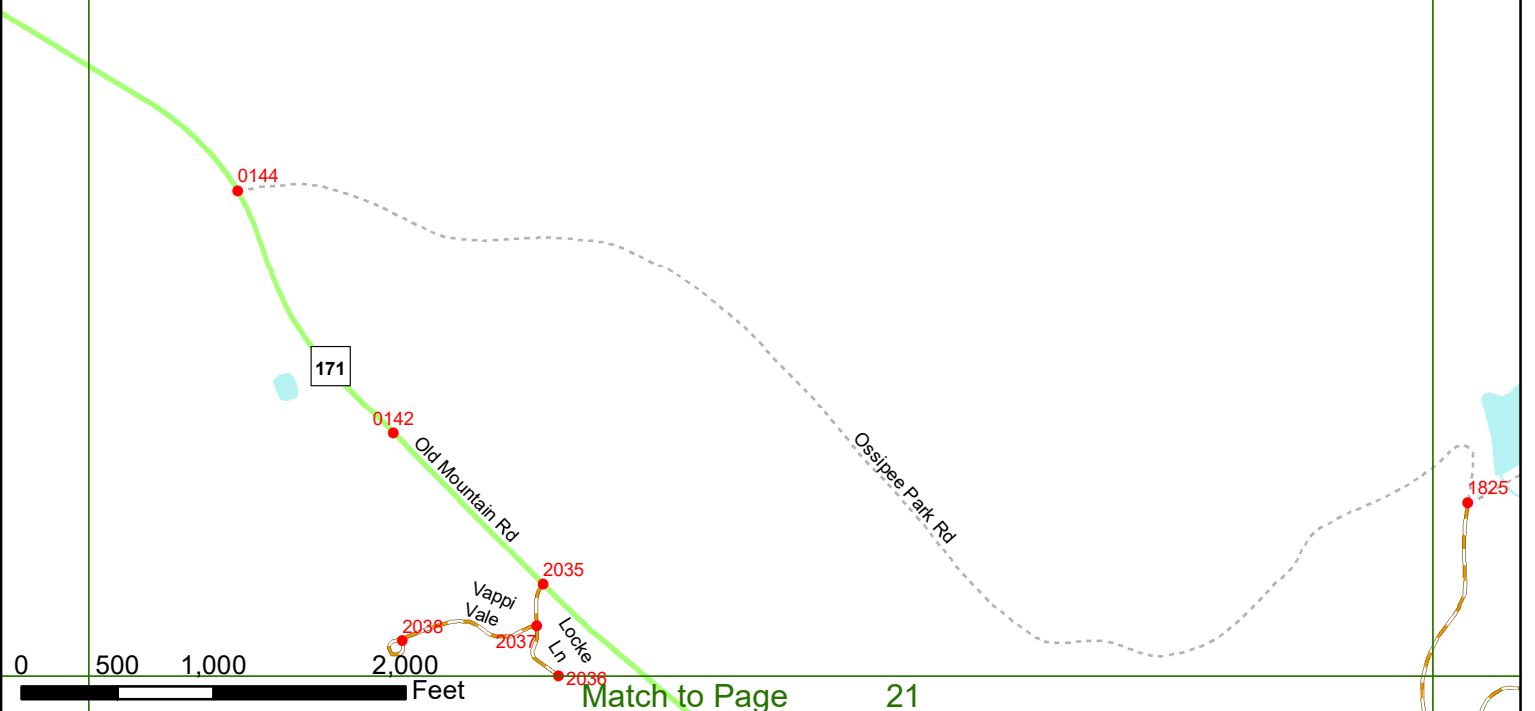 0144
171
0142
Old Mountain Rd
Ossipee Park Rd
1825
2035
Vappi
Vale
2038
2037
Locke
Ln
2036
0 500 1,000 2,000
Feet
Match to Page 21